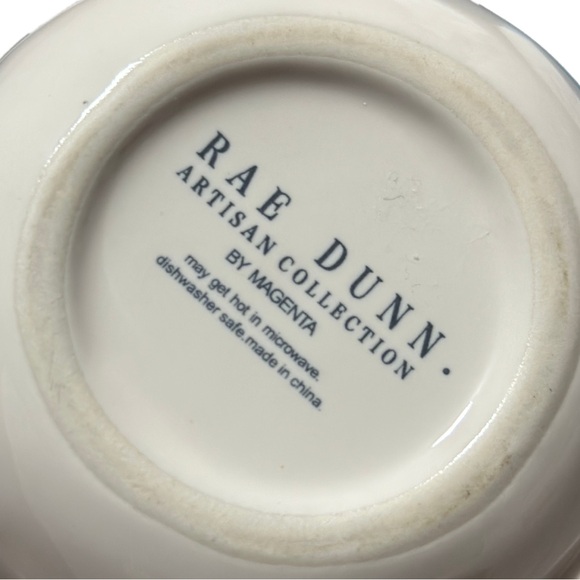 RAE DUNN.
ARTISAN COLLECTION
BY MAGENTA
may get hot in microwave.
dishwasher safe.made in china.